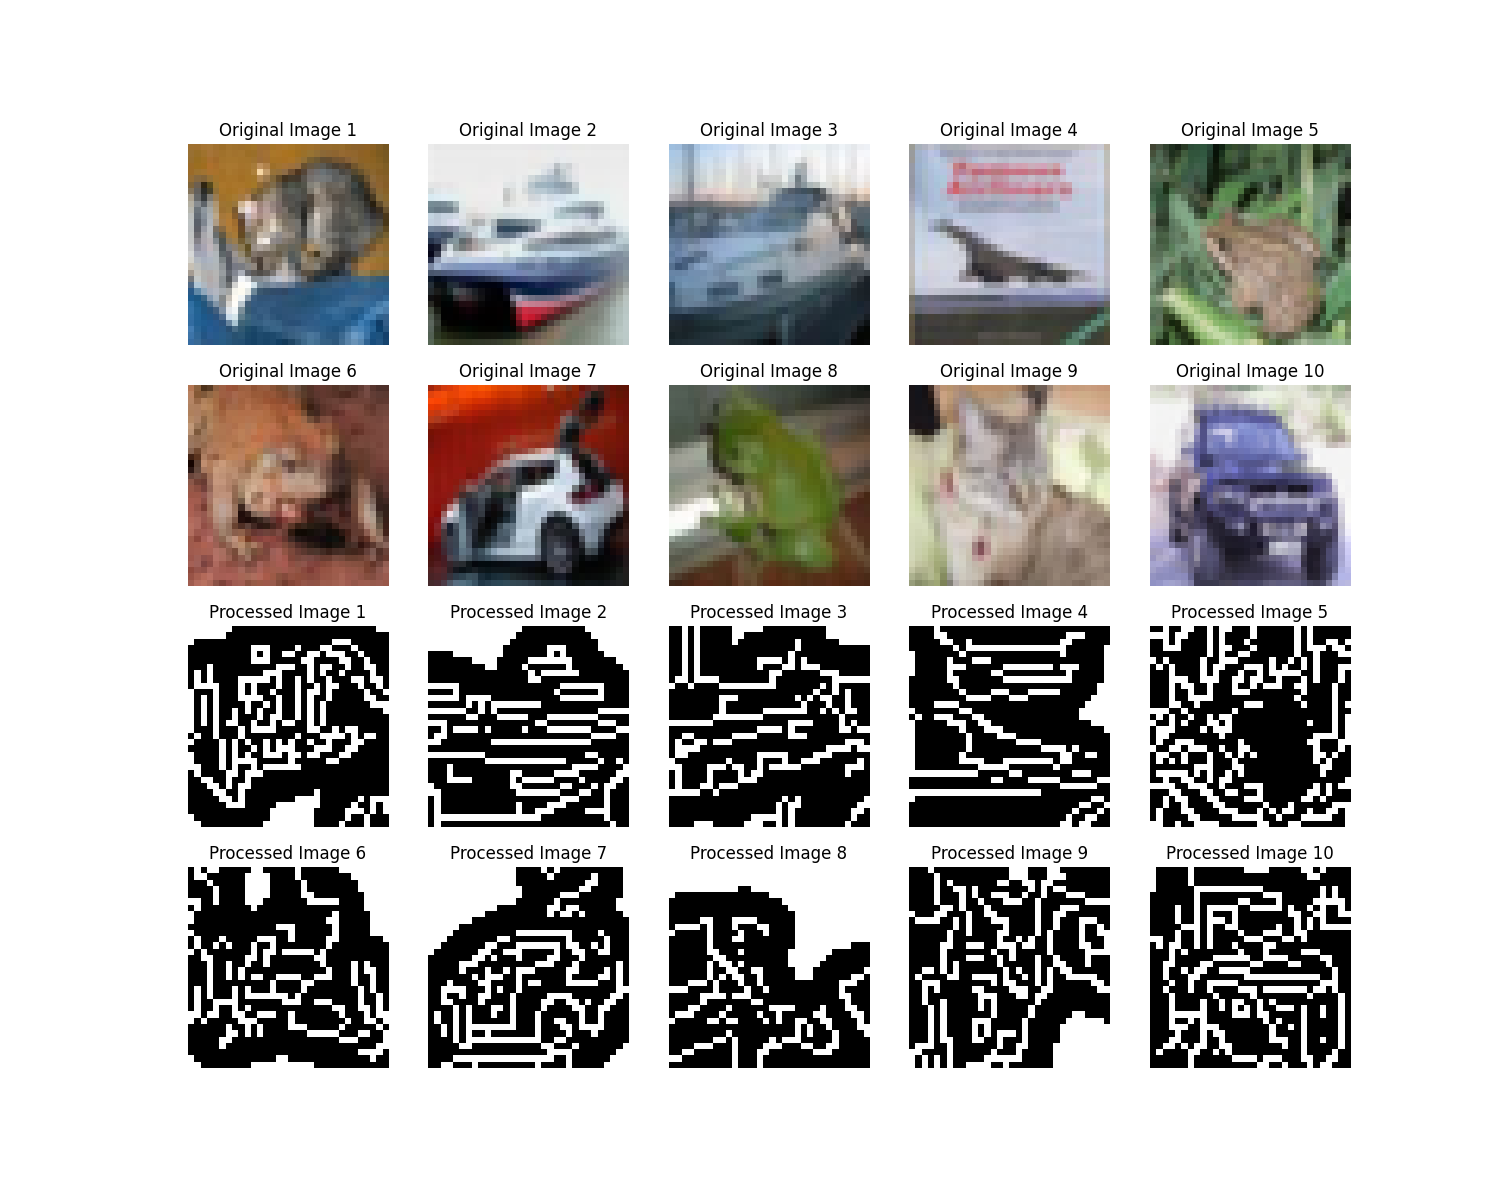 Original Image 1
Original Image 2
Original Image 3
Original Image 4
Original Image 5
Original Image 6
Original Image 7
Original Image 8
Original Image 9
Original Image 10
Processed Image 1
Processed Image 2
Processed Image 3
Processed Image 4
Processed Image 5
Processed Image 6
Processed Image 7
Processed Image 8
Processed Image 9
Processed Image 10